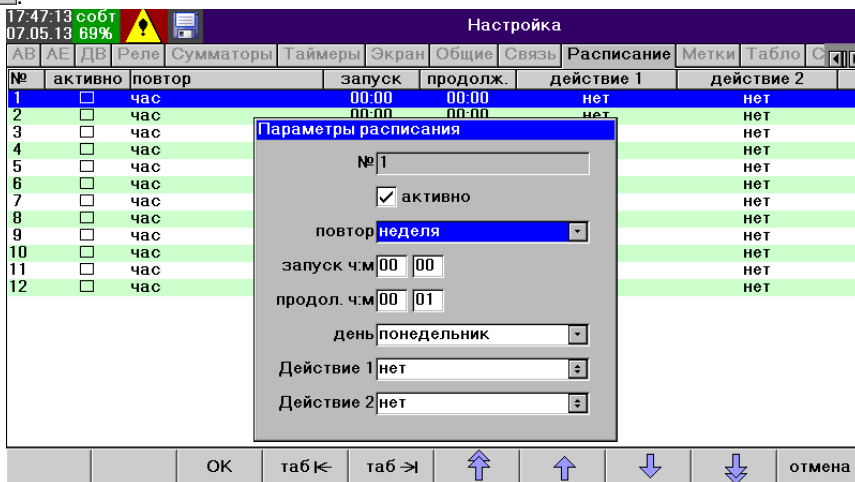 17:47:13 собт
07.05.13 69%
Настройка
АВ АЕ ДВ Реле Сумматоры Таймеры Экран Общие Связь Расписание Метки Табло С
№ активно повтор запуск продолж. действие 1 действие 2
1 час 00:00 00:00 нет нет
2 час 00:00 00:00 нет нет
3 час нет
4 час нет
5 час нет
6 час нет
7 час нет
8 час нет
9 час нет
10 час нет
11 час нет
12 час нет
Параметры расписания
№ 1
активно
повтор неделя
запуск ч:м 00 00
продол. ч:м 00 01
день понедельник
Действие 1 нет
Действие 2 нет
OK таб таб отмена